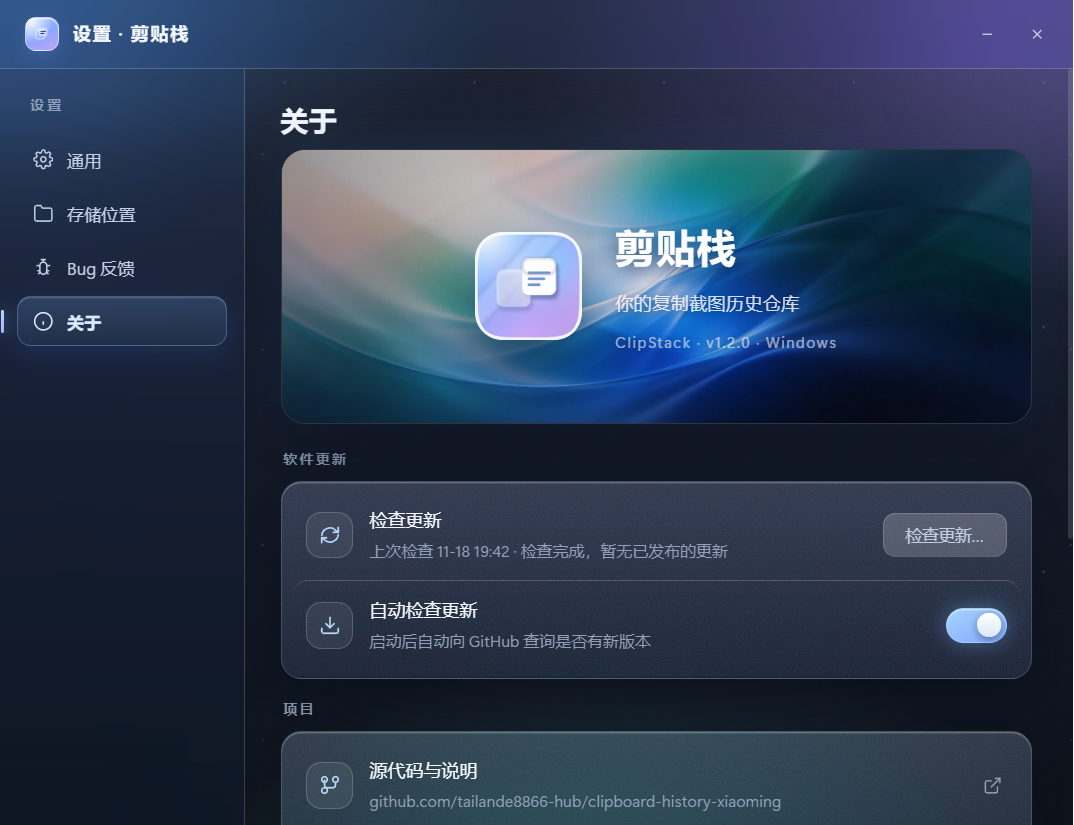 设置 · 剪贴栈
设置
通用
存储位置
Bug 反馈
关于
关于
剪贴栈
你的复制截图历史仓库
ClipStack · v1.2.0 · Windows
软件更新
检查更新
上次检查 11-18 19:42 · 检查完成，暂无已发布的更新
检查更新...
自动检查更新
启动后自动向 GitHub 查询是否有新版本
项目
源代码与说明
github.com/tailande8866-hub/clipboard-history-xiaoming